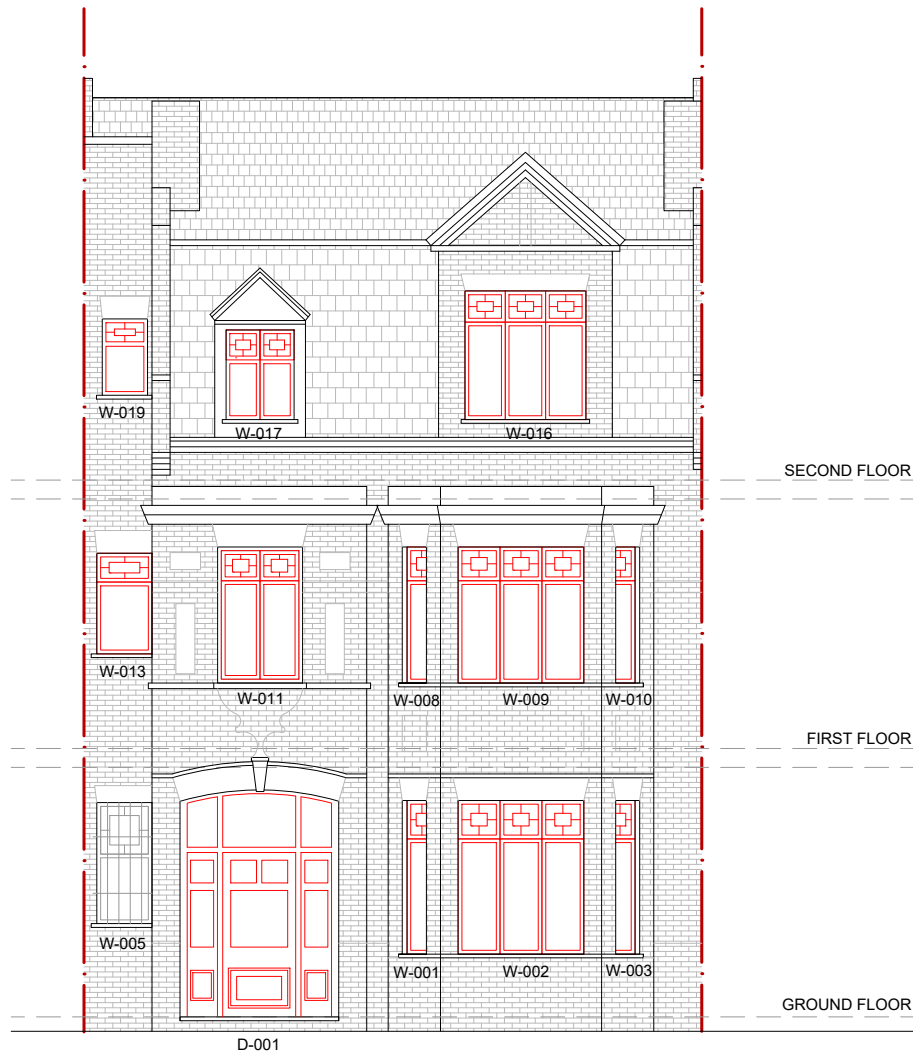 W-019
W-017
W-016
SECOND FLOOR
W-013
W-011
W-008
W-009
W-010
FIRST FLOOR
W-005
W-001
W-002
W-003
GROUND FLOOR
D-001